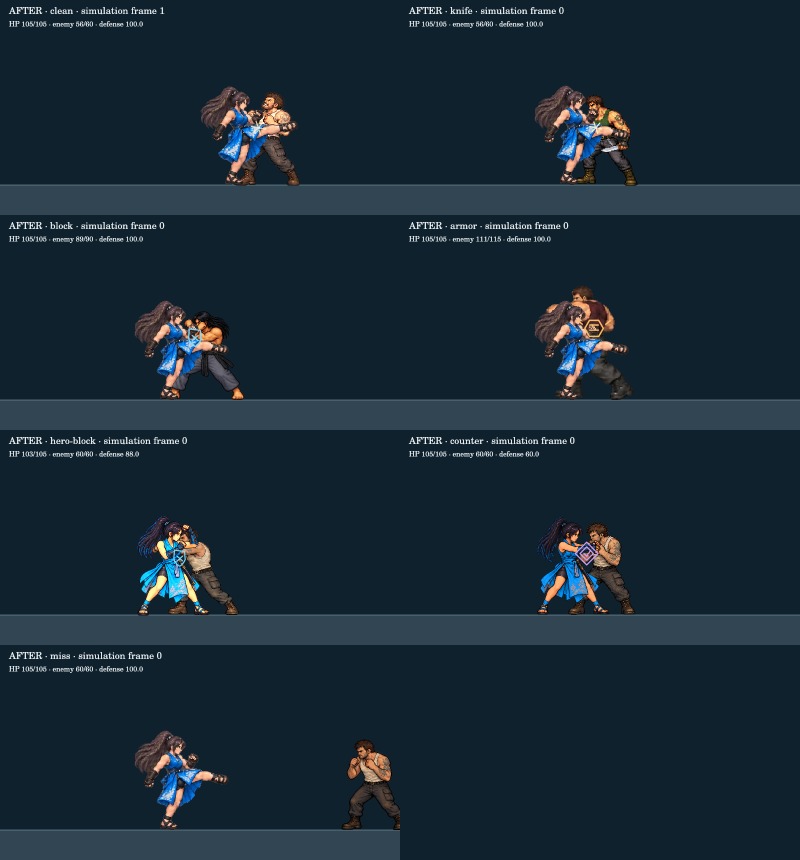 AFTER · clean · simulation frame 1
HP 105/105 · enemy 56/60 · defense 100.0
AFTER · knife · simulation frame 0
HP 105/105 · enemy 56/60 · defense 100.0
AFTER · block · simulation frame 0
HP 105/105 · enemy 89/90 · defense 100.0
AFTER · armor · simulation frame 0
HP 105/105 · enemy 111/115 · defense 100.0
AFTER · hero-block · simulation frame 0
HP 103/105 · enemy 60/60 · defense 88.0
AFTER · counter · simulation frame 0
HP 105/105 · enemy 60/60 · defense 60.0
AFTER · miss · simulation frame 0
HP 105/105 · enemy 60/60 · defense 100.0